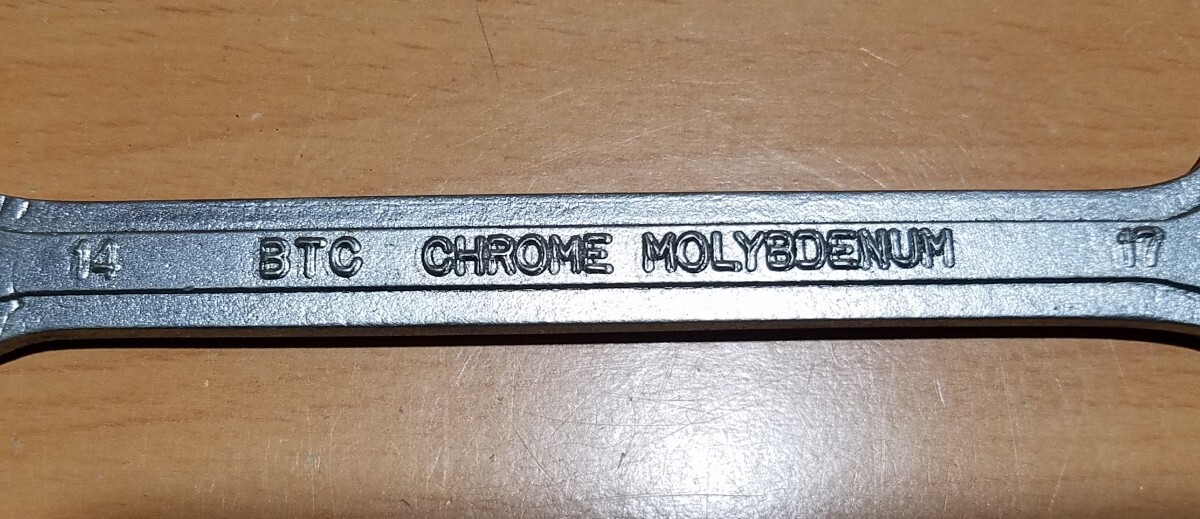 14 BTC CHROME MOLYBDENUM 17